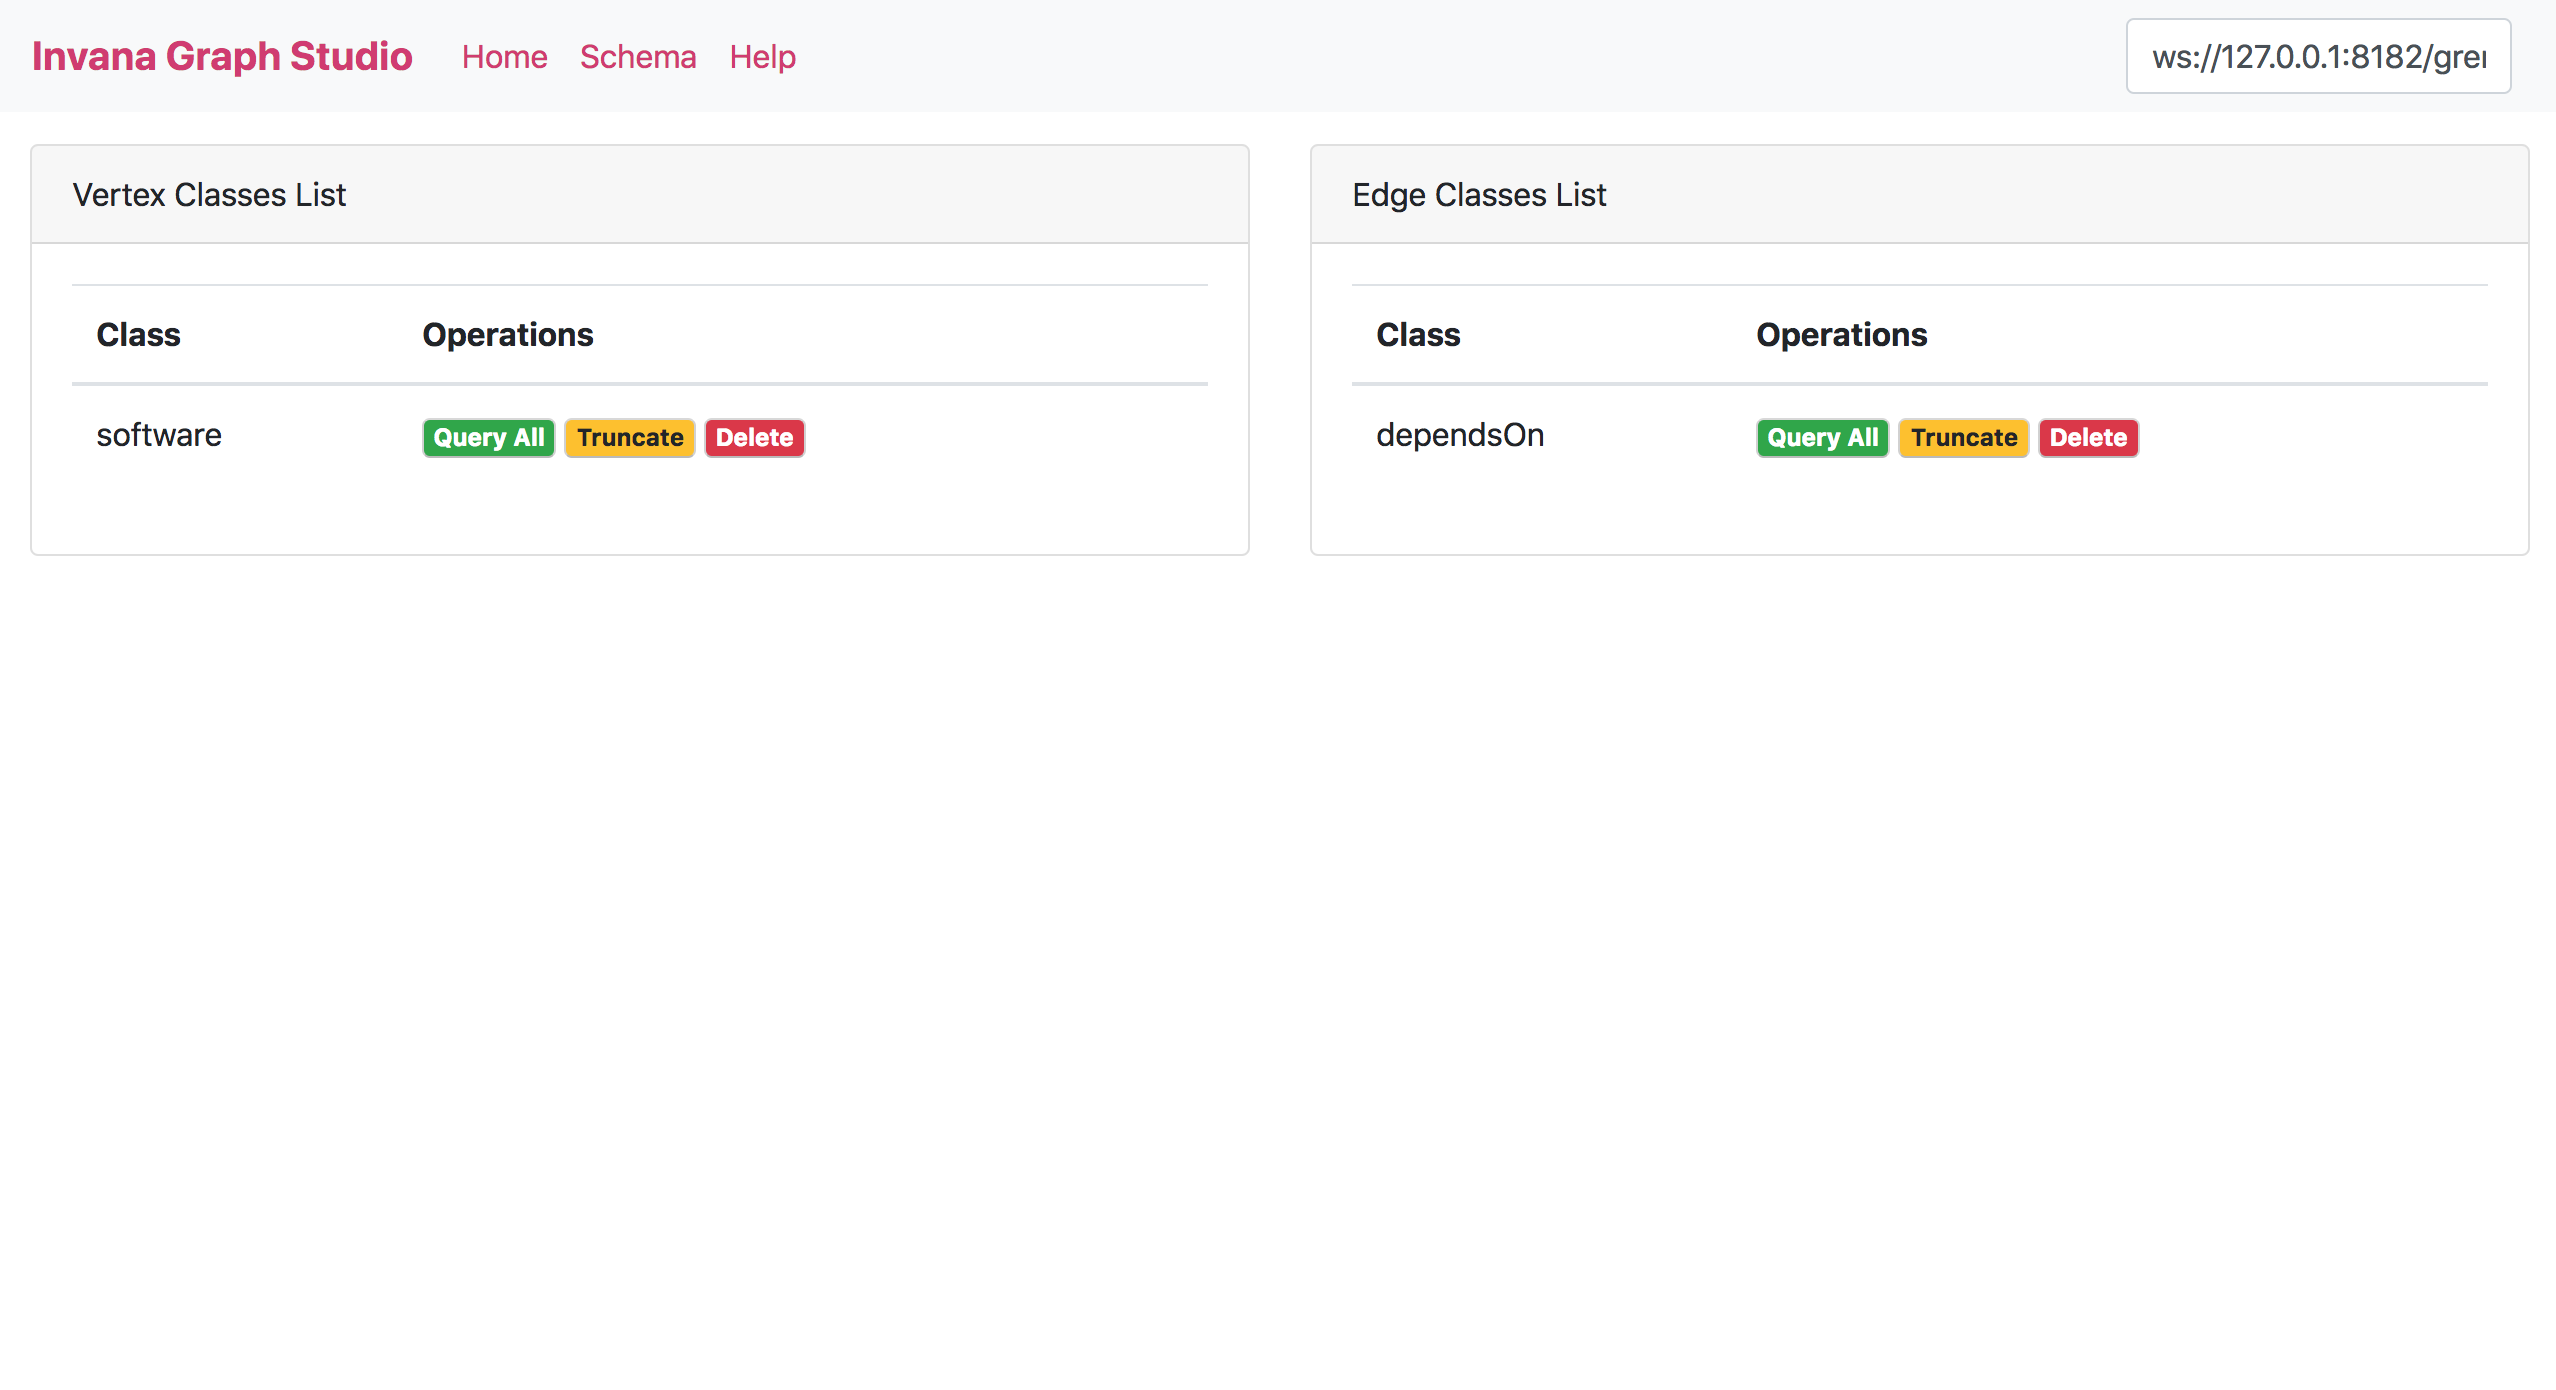 Invana Graph Studio Home Schema Help ws://127.0.0.1:8182/grei
Vertex Classes List
Class Operations
software Query All Truncate Delete
Edge Classes List
Class Operations
dependsOn Query All Truncate Delete